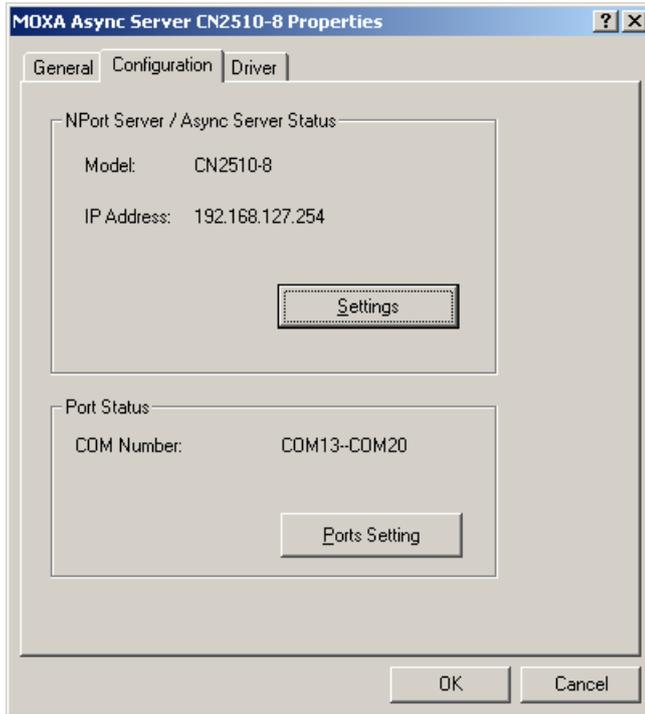 MOXA Async Server CN2510-8 Properties
General Configuration Driver
NPort Server / Async Server Status
Model: CN2510-8
IP Address: 192.168.127.254
Settings
Port Status
COM Number: COM13--COM20
Ports Setting
OK Cancel